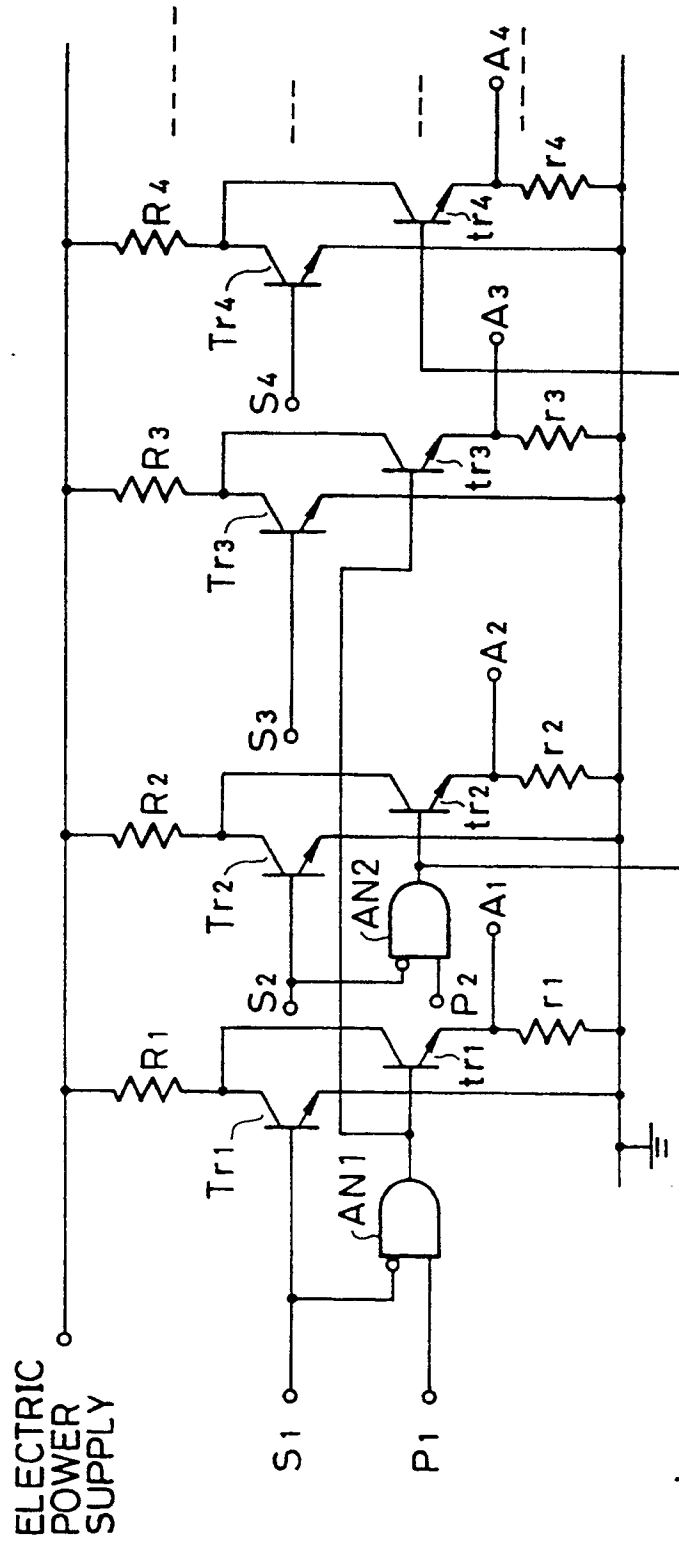 ELECTRIC
POWER
SUPPLY
R1
R2
R3
R4
Tr1
Tr2
Tr3
Tr4
S1
S2
S3
S4
AN1
AN2
P1
P2
tr1
tr2
tr3
tr4
A1
A2
A3
A4
r1
r2
r3
r4